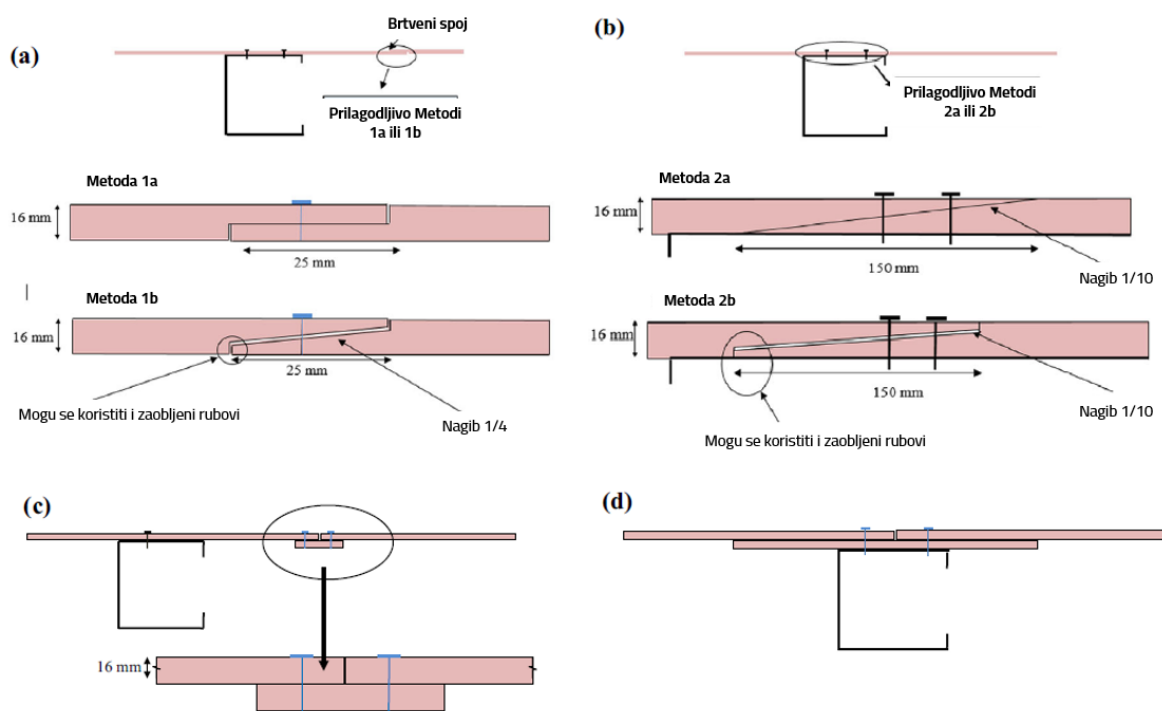 (a)
Brtveni spoj
Prilagodljivo Metodi
1a ili 1b
Metoda 1a
16 mm
25 mm
Metoda 1b
16 mm
25 mm
Mogu se koristiti i zaobljeni rubovi
Nagib 1/4
(b)
Prilagodljivo Metodi
2a ili 2b
Metoda 2a
16 mm
150 mm
Nagib 1/10
Metoda 2b
16 mm
150 mm
Nagib 1/10
Mogu se koristiti i zaobljeni rubovi
(c)
16 mm
(d)